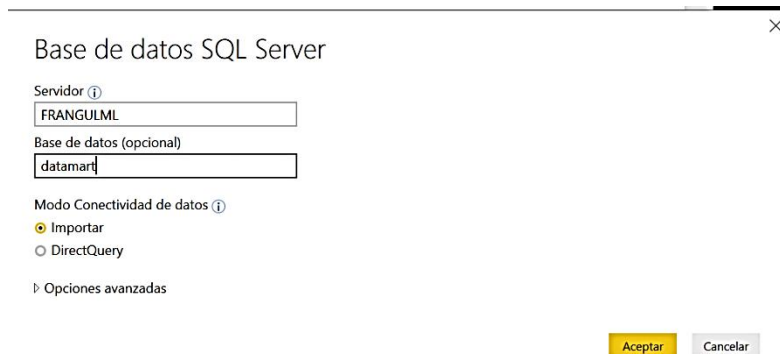 Base de datos SQL Server
Servidor
FRANGULML
Base de datos (opcional)
datamart
Modo Conectividad de datos
Importar
DirectQuery
Opciones avanzadas
Aceptar Cancelar